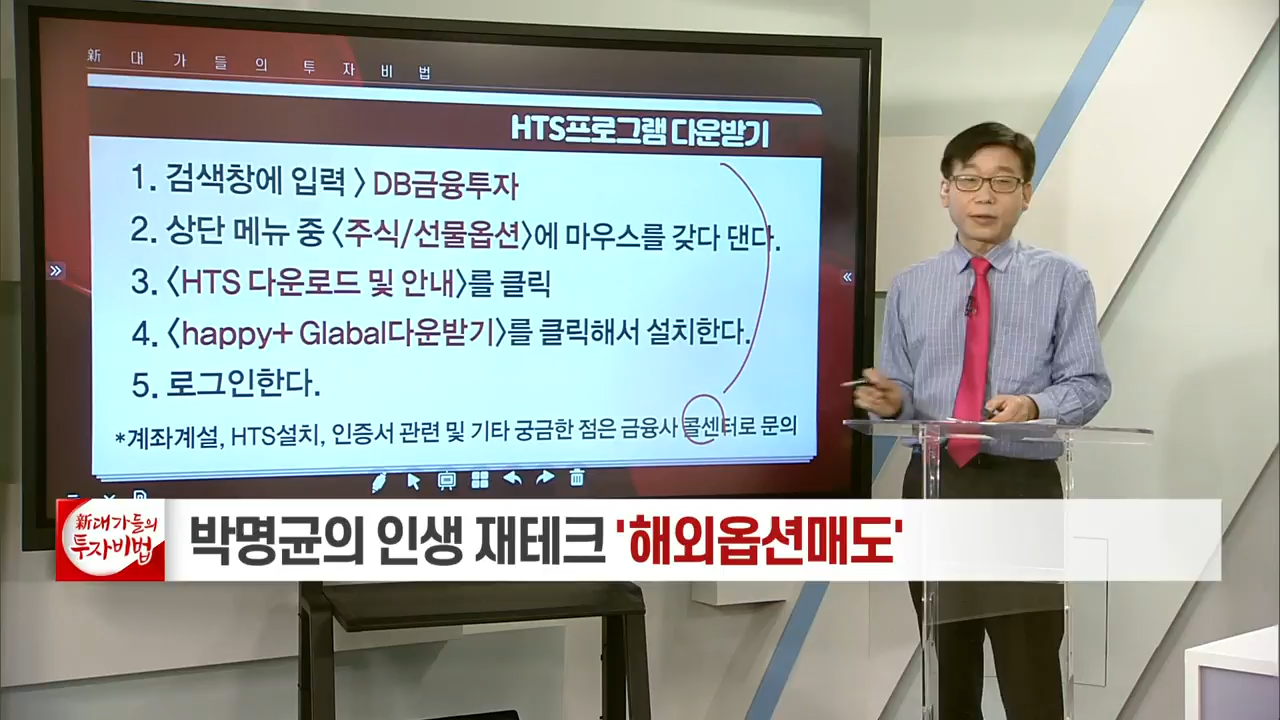 新 대 가 들 의 투 자 비 법
HTS프로그램 다운받기
1. 검색창에 입력 〉 DB금융투자
2. 상단 메뉴 중 〈주식/선물옵션〉에 마우스를 갖다 댄다.
3. 〈HTS 다운로드 및 안내〉를 클릭
4. 〈happy+ Glabal다운받기〉를 클릭해서 설치한다.
5. 로그인한다.
*계좌계설, HTS설치, 인증서 관련 및 기타 궁금한 점은 금융사 콜센터로 문의
新대가들의
투자비법
박명균의 인생 재테크 '해외옵션매도'